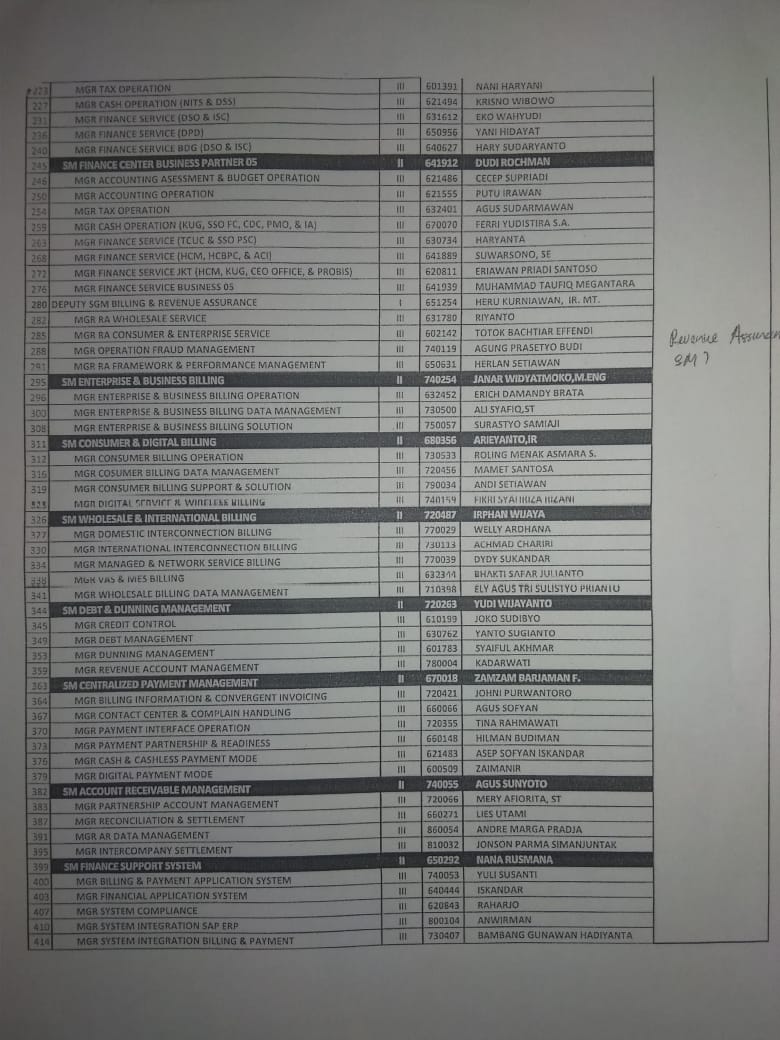 223 MGR TAX OPERATION III 601391 NANI HARYANI
227 MGR CASH OPERATION (NITS & DSS) III 621494 KRISNO WIBOWO
231 MGR FINANCE SERVICE (DSO & ISC) III 631612 EKO WAHYUDI
236 MGR FINANCE SERVICE (DPD) III 650956 YANI HIDAYAT
240 MGR FINANCE SERVICE BDG (DSO & ISC) III 640627 HARY SUDARYANTO
245 SM FINANCE CENTER BUSINESS PARTNER 05 II 641912 DUDI ROCHMAN
246 MGR ACCOUNTING ASESSMENT & BUDGET OPERATION III 621486 CECEP SUPRIADI
250 MGR ACCOUNTING OPERATION III 621555 PUTU IRAWAN
254 MGR TAX OPERATION III 632401 AGUS SUDARMAWAN
259 MGR CASH OPERATION (KUG, SSO FC, CDC, PMO, & IA) III 670070 FERRI YUDISTIRA S.A.
263 MGR FINANCE SERVICE (TCUC & SSO PSC) III 630734 HARYANTA
268 MGR FINANCE SERVICE (HCM, HCBPC, & ACI) III 641889 SUWARSONO, SE
272 MGR FINANCE SERVICE JKT (HCM, KUG, CEO OFFICE, & PROBIS) III 620811 ERIAWAN PRIADI SANTOSO
276 MGR FINANCE SERVICE BUSINESS 05 III 641939 MUHAMMAD TAUFIQ MEGANTARA
280 DEPUTY SGM BILLING & REVENUE ASSURANCE I 651254 HERU KURNIAWAN, IR. MT.
282 MGR RA WHOLESALE SERVICE III 631780 RIYANTO
285 MGR RA CONSUMER & ENTERPRISE SERVICE III 602142 TOTOK BACHTIAR EFFENDI
288 MGR OPERATION FRAUD MANAGEMENT III 740119 AGUNG PRASETYO BUDI
291 MGR RA FRAMEWORK & PERFORMANCE MANAGEMENT III 650631 HERLAN SETIAWAN
Revenue Assuran
SM ?
295 SM ENTERPRISE & BUSINESS BILLING II 740254 JANAR WIDYATMOKO,M.ENG
296 MGR ENTERPRISE & BUSINESS BILLING OPERATION III 632452 ERICH DAMANDY BRATA
300 MGR ENTERPRISE & BUSINESS BILLING DATA MANAGEMENT III 730500 ALI SYAFIQ,ST
308 MGR ENTERPRISE & BUSINESS BILLING SOLUTION III 750057 SURASTYO SAMIAJI
311 SM CONSUMER & DIGITAL BILLING II 680356 ARIEYANTO,IR
312 MGR CONSUMER BILLING OPERATION III 730533 ROLING MENAK ASMARA S.
316 MGR COSUMER BILLING DATA MANAGEMENT III 720456 MAMET SANTOSA
319 MGR CONSUMER BILLING SUPPORT & SOLUTION III 790034 ANDI SETIAWAN
323 MGR DIGITAL SERVICE & WIRELESS BILLING III 740159 FIKRI
326 SM WHOLESALE & INTERNATIONAL BILLING II 720487 IRPHAN WIJAYA
327 MGR DOMESTIC INTERCONNECTION BILLING III 770029 WELLY ARDHANA
330 MGR INTERNATIONAL INTERCONNECTION BILLING III 730113 ACHMAD CHARIRI
334 MGR MANAGED & NETWORK SERVICE BILLING III 770039 DYDY SUKANDAR
338 MGR VAS & MES BILLING III 632344 BHAKTI SAFAR JULIANTO
341 MGR WHOLESALE BILLING DATA MANAGEMENT III 710398 ELY AGUS TRI SULISTYO PRIANTO
344 SM DEBT & DUNNING MANAGEMENT II 720263 YUDI WIJAYANTO
345 MGR CREDIT CONTROL III 610199 JOKO SUDIBYO
349 MGR DEBT MANAGEMENT III 630762 YANTO SUGIANTO
353 MGR DUNNING MANAGEMENT III 601783 SYAIFUL AKHMAR
359 MGR REVENUE ACCOUNT MANAGEMENT III 780004 KADARWATI
363 SM CENTRALIZED PAYMENT MANAGEMENT II 670018 ZAMZAM BARJAMAN F.
364 MGR BILLING INFORMATION & CONVERGENT INVOICING III 720421 JOHNI PURWANTORO
367 MGR CONTACT CENTER & COMPLAIN HANDLING III 660066 AGUS SOFYAN
370 MGR PAYMENT INTERFACE OPERATION III 720355 TINA RAHMAWATI
373 MGR PAYMENT PARTNERSHIP & READINESS III 660148 HILMAN BUDIMAN
376 MGR CASH & CASHLESS PAYMENT MODE III 621483 ASEP SOFYAN ISKANDAR
379 MGR DIGITAL PAYMENT MODE III 600509 ZAIMANIR
382 SM ACCOUNT RECEIVABLE MANAGEMENT II 740055 AGUS SUNYOTO
383 MGR PARTNERSHIP ACCOUNT MANAGEMENT III 720066 MERY AFIORITA, ST
387 MGR RECONCILIATION & SETTLEMENT III 660271 LIES UTAMI
391 MGR AR DATA MANAGEMENT III 860054 ANDRE MARGA PRADJA
395 MGR INTERCOMPANY SETTLEMENT III 810032 JONSON PARMA SIMANJUNTAK
399 SM FINANCE SUPPORT SYSTEM II 650292 NANA RUSMANA
400 MGR BILLING & PAYMENT APPLICATION SYSTEM III 740053 YULI SUSANTI
403 MGR FINANCIAL APPLICATION SYSTEM III 640444 ISKANDAR
407 MGR SYSTEM COMPLIANCE III 620843 RAHARJO
410 MGR SYSTEM INTEGRATION SAP ERP III 800104 ANWIRMAN
414 MGR SYSTEM INTEGRATION BILLING & PAYMENT III 730407 BAMBANG GUNAWAN HADIYANTA